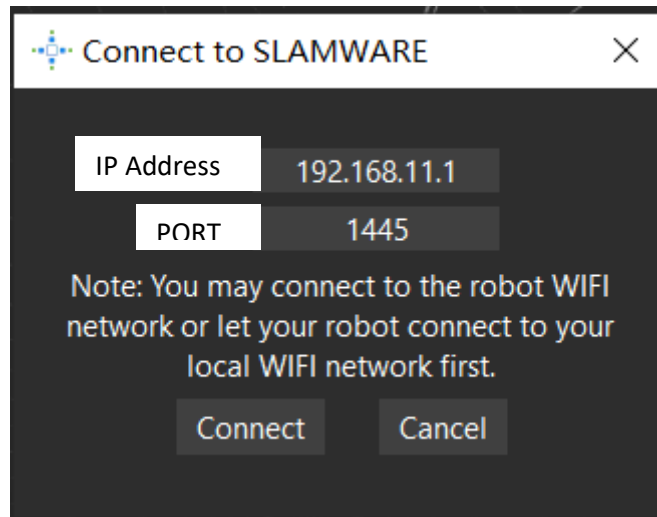 Connect to SLAMWARE
IP Address 192.168.11.1
PORT 1445
Note: You may connect to the robot WIFI
network or let your robot connect to your
local WIFI network first.
Connect Cancel